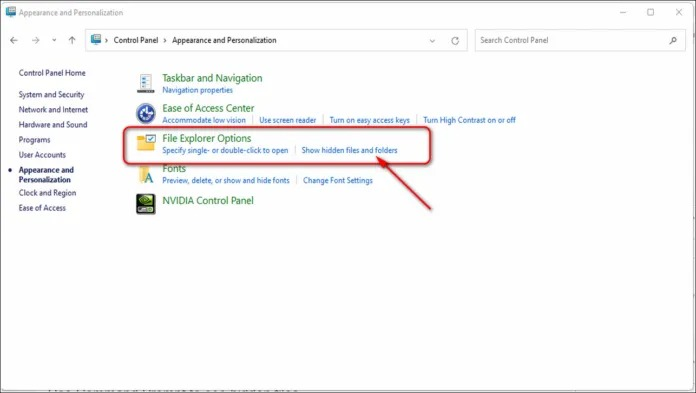 Appearance and Personalization
Control Panel > Appearance and Personalization
Search Control Panel
Control Panel Home
System and Security
Network and Internet
Hardware and Sound
Programs
User Accounts
Appearance and
Personalization
Clock and Region
Ease of Access
Taskbar and Navigation
Navigation properties
Ease of Access Center
Accommodate low vision | Use screen reader | Turn on easy access keys | Turn High Contrast on or off
File Explorer Options
Specify single- or double-click to open | Show hidden files and folders
Fonts
Preview, delete, or show and hide fonts | Change Font Settings
NVIDIA Control Panel